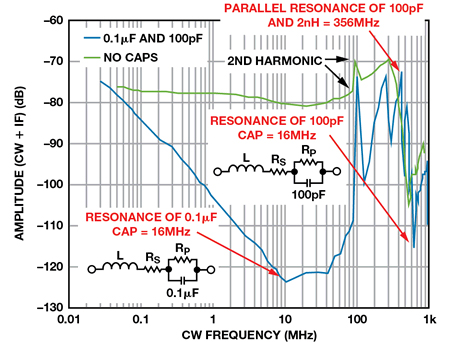 PARALLEL RESONANCE OF 100pF
AND 2nH = 356MHz
0.1µF AND 100pF
NO CAPS
2ND HARMONIC
RESONANCE OF 100pF
CAP = 16MHz
L
RS
RP
100pF
RESONANCE OF 0.1µF
CAP = 16MHz
L
RS
RP
0.1µF
AMPLITUDE (CW + IF) (dB)
–60
–70
–80
–90
–100
–110
–120
–130
0.01
0.1
1
10
100
1k
CW FREQUENCY (MHz)